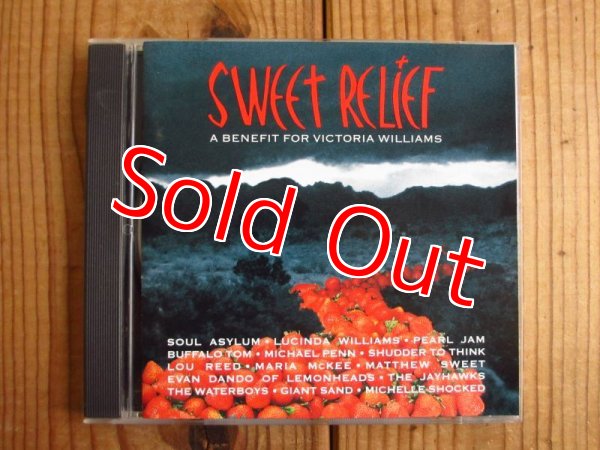 SWEET RELIEF
A BENEFIT FOR VICTORIA WILLIAMS
Sold Out
SOUL ASYLUM • LUCINDA WILLIAMS • PEARL JAM
BUFFALO TOM • MICHAEL PENN • SHUDDER TO THINK
LOU REED • MARIA McKEE • MATTHEW SWEET
EVAN DANDO OF LEMONHEADS • THE JAYHAWKS
THE WATERBOYS • GIANT SAND • MICHELLE SHOCKED